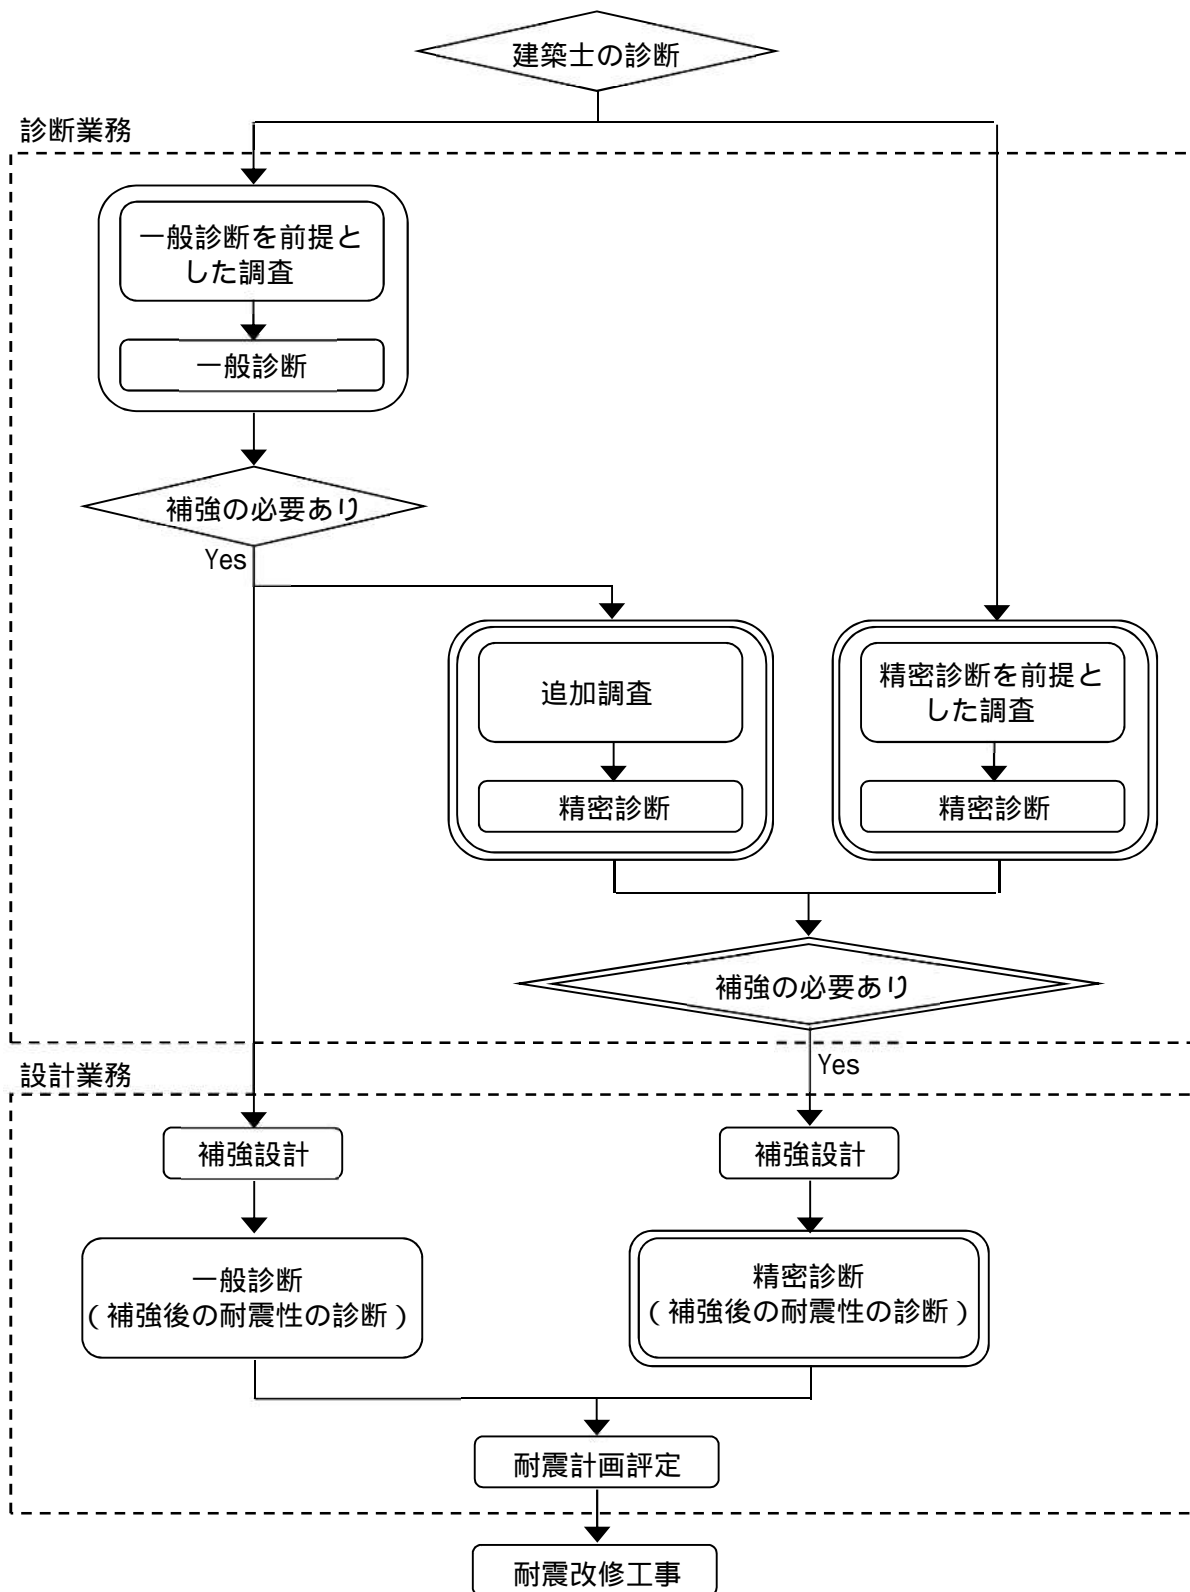 建築士の診断
診断業務
一般診断を前提と
した調査
一般診断
補強の必要あり
Yes
追加調査
精密診断
精密診断を前提と
した調査
精密診断
補強の必要あり
Yes
設計業務
補強設計
補強設計
一般診断
(補強後の耐震性の診断)
精密診断
(補強後の耐震性の診断)
耐震計画評定
耐震改修工事